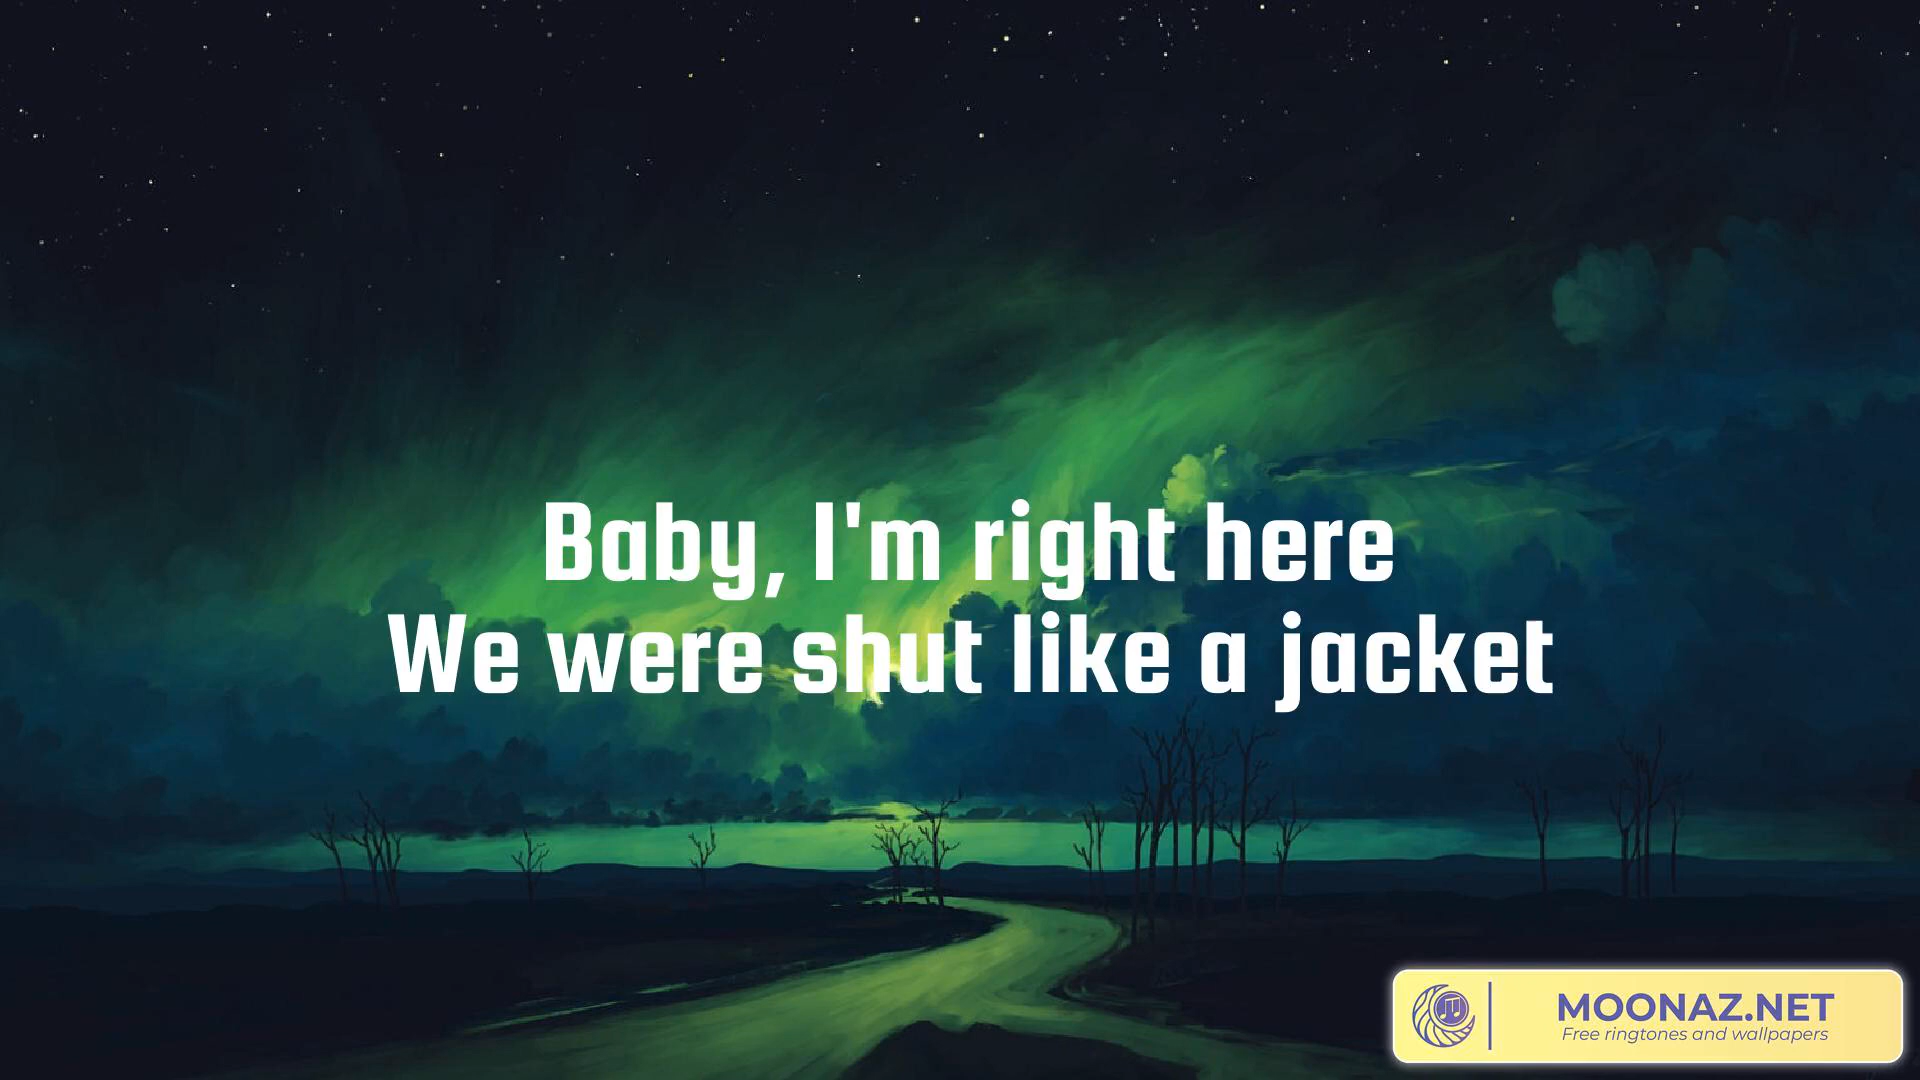 Baby, I'm right here
We were shut like a jacket
MOONAZ.NET
Free ringtones and wallpapers